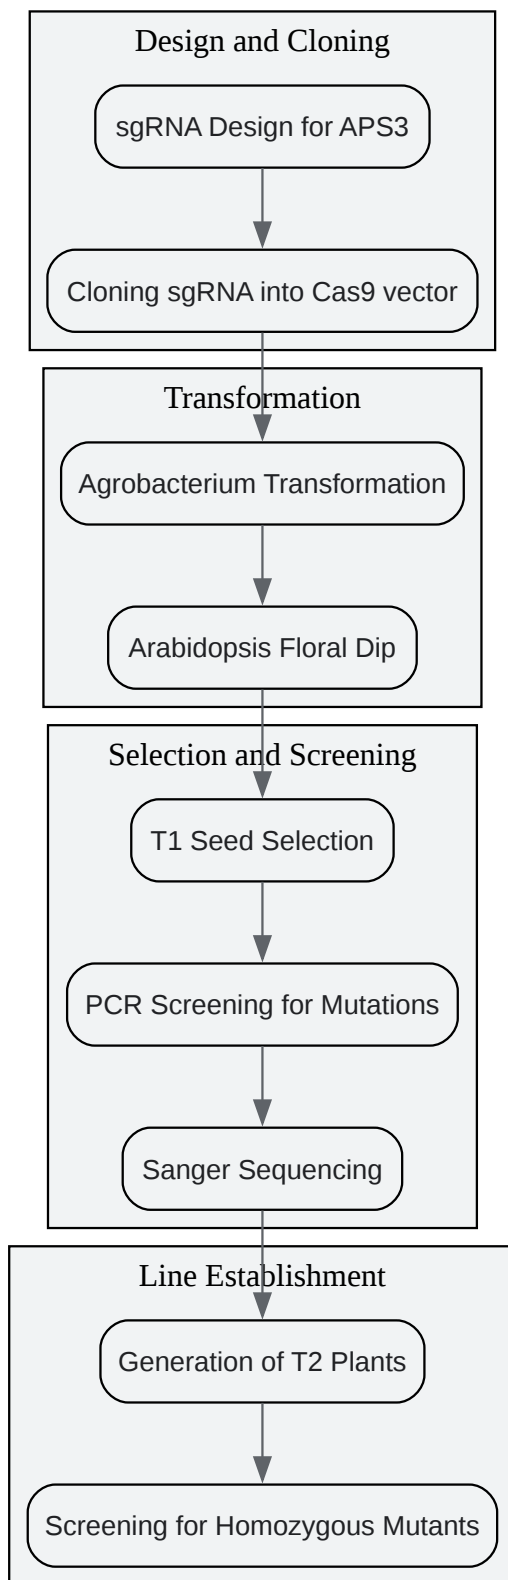 Design and Cloning
sgRNA Design for APS3
Cloning sgRNA into Cas9 vector
Transformation
Agrobacterium Transformation
Arabidopsis Floral Dip
Selection and Screening
T1 Seed Selection
PCR Screening for Mutations
Sanger Sequencing
Line Establishment
Generation of T2 Plants
Screening for Homozygous Mutants